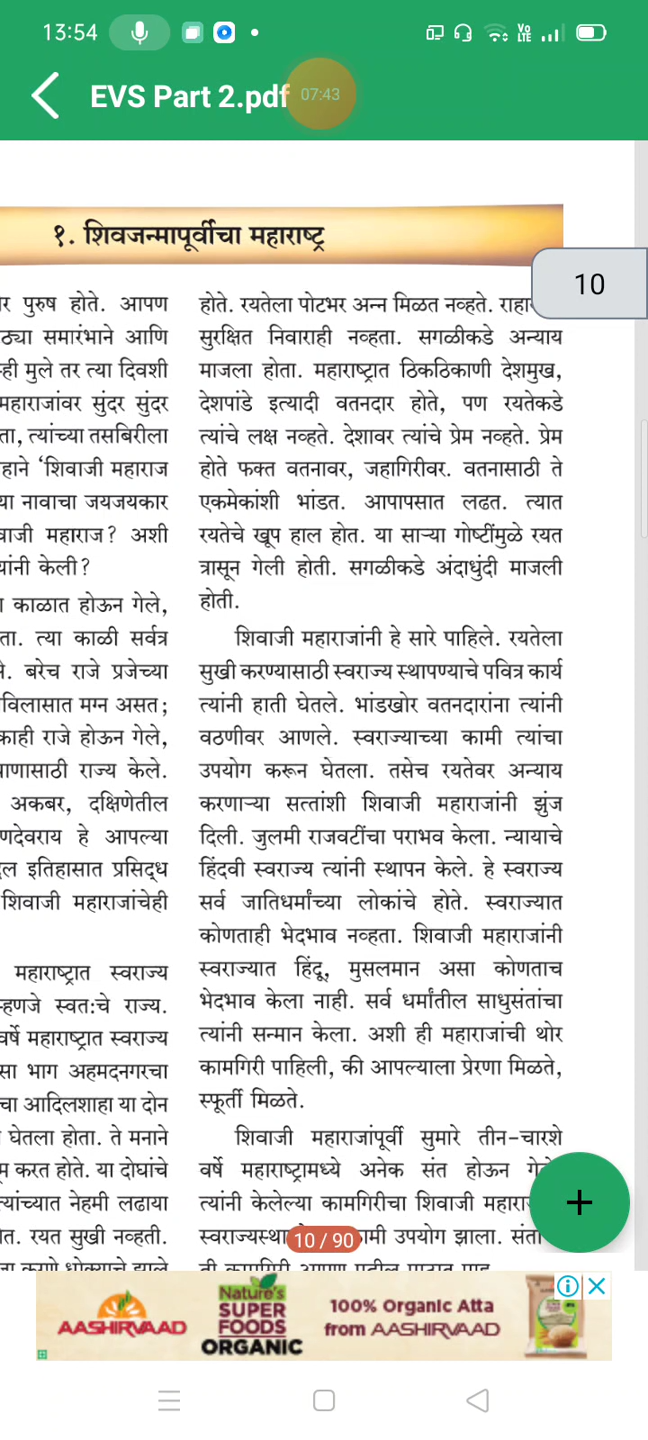 13:54
VoLTE
EVS Part 2.pdf
07:43
१. शिवजन्मापूर्वीचा महाराष्ट्र
10
पुरुष होते. आपण
समारंभाने आणि
मुले तर त्या दिवशी
महाराजांवर सुंदर सुंदर
त्यांच्या तसबिरीला
'शिवाजी महाराज
नावाचा जयजयकार
महाराज? अशी
केली?
काळात होऊन गेले,
त्या काळी सर्वत्र
बरेच राजे प्रजेच्या
विलासात मग्न असत;
काही राजे होऊन गेले,
राज्य केले.
अकबर, दक्षिणेतील
हे आपल्या
इतिहासात प्रसिद्ध
शिवाजी महाराजांचेही
महाराष्ट्रात स्वराज्य
म्हणजे स्वतःचे राज्य.
महाराष्ट्रात स्वराज्य
भाग अहमदनगरचा
आदिलशाहा या दोन
घेतला होता. ते मनाने
करत होते. या दोघांचे
नेहमी लढाया
रयत सुखी नव्हती.
होते. रयतेला पोटभर अन्न मिळत नव्हते.
सुरक्षित निवाराही नव्हता. सगळीकडे अन्याय
माजला होता. महाराष्ट्रात ठिकठिकाणी देशमुख,
देशपांडे इत्यादी वतनदार होते, पण रयतेकडे
त्यांचे लक्ष नव्हते. देशावर त्यांचे प्रेम नव्हते. प्रेम
होते फक्त वतनावर, जहागिरीवर. वतनासाठी ते
एकमेकांशी भांडत. आपापसात लढत. त्यात
रयतेचे खूप हाल होत. या साऱ्या गोष्टींमुळे रयत
त्रासून गेली होती. सगळीकडे अंदाधुंदी माजली
होती.
शिवाजी महाराजांनी हे सारे पाहिले. रयतेला
सुखी करण्यासाठी स्वराज्य स्थापण्याचे पवित्र कार्य
त्यांनी हाती घेतले. भांडखोर वतनदारांना त्यांनी
वठणीवर आणले. स्वराज्याच्या कामी त्यांचा
उपयोग करून घेतला. तसेच रयतेवर अन्याय
करणाऱ्या सत्तांशी शिवाजी महाराजांनी झुंज
दिली. जुलमी राजवटींचा पराभव केला. न्यायाचे
हिंदवी स्वराज्य त्यांनी स्थापन केले. हे स्वराज्य
सर्व जातिधर्मांच्या लोकांचे होते. स्वराज्यात
कोणताही भेदभाव नव्हता. शिवाजी महाराजांनी
स्वराज्यात हिंदू, मुसलमान असा कोणताच
भेदभाव केला नाही. सर्व धर्मांतील साधुसंतांचा
त्यांनी सन्मान केला. अशी ही महाराजांची थोर
कामगिरी पाहिली, की आपल्याला प्रेरणा मिळते,
स्फूर्ती मिळते.
शिवाजी महाराजांपूर्वी सुमारे तीन-चारशे
वर्षे महाराष्ट्रामध्ये अनेक संत होऊन
त्यांनी केलेल्या कामगिरीचा शिवाजी
उपयोग झाला.
10 / 90
+
AASHIRVAAD
Nature's
SUPER
FOODS
ORGANIC
100% Organic Atta
from AASHIRVAAD